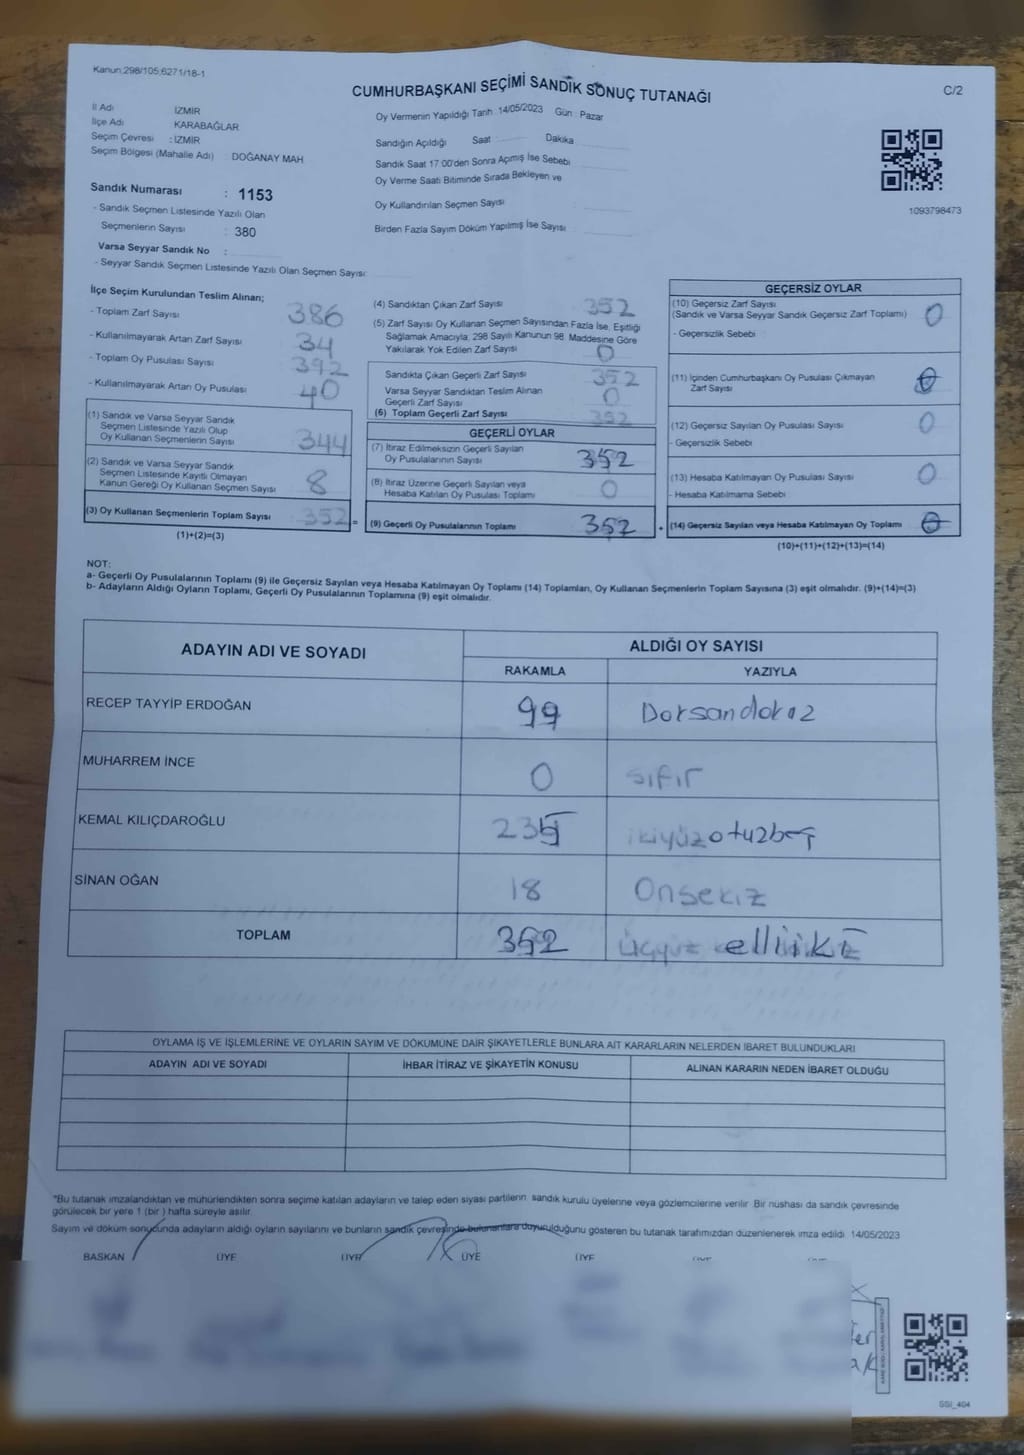 Kanun.298/105,6271/18-1
CUMHURBAŞKANI SEÇİMİ SANDIK SONUÇ TUTANAĞI
C/2
İl Adı : İZMİR
İlçe Adı : KARABAĞLAR
Seçim Çevresi : İZMİR
Seçim Bölgesi (Mahalle Adı) : DOĞANAY MAH.
Oy Vermenin Yapıldığı Tarih :14/05/2023 Gün : Pazar
Sandığın Açıldığı Saat Dakika
Sandık Saat 17.00'den Sonra Açımış İse Sebebi
Oy Verme Saati Bitiminde Sırada Bekleyen ve
Oy Kullandırılan Seçmen Sayısı
Birden Fazla Sayım Döküm Yapılmış İse Sayısı
1093798473
Sandık Numarası : 1153
- Sandık Seçmen Listesinde Yazılı Olan
Seçmenlerin Sayısı : 380
Varsa Seyyar Sandık No :
- Seyyar Sandık Seçmen Listesinde Yazılı Olan Seçmen Sayısı:
İlçe Seçim Kurulundan Teslim Alınan;
- Toplam Zarf Sayısı 386
- Kullanılmayarak Artan Zarf Sayısı 34
- Toplam Oy Pusulası Sayısı 392
- Kullanılmayarak Artan Oy Pusulası 40
(1) Sandık ve Varsa Seyyar Sandık
Seçmen Listesinde Yazılı Olup
Oy Kullanan Seçmenlerin Sayısı 344
(2) Sandık ve Varsa Seyyar Sandık
Seçmen Listesinde Kayıtlı Olmayan
Kanun Gereği Oy Kullanan Seçmen Sayısı 8
(3) Oy Kullanan Seçmenlerin Toplam Sayısı 352 =
(1)+(2)=(3)
(4) Sandıktan Çıkan Zarf Sayısı 352
(5) Zarf Sayısı Oy Kullanan Seçmen Sayısından Fazla İse, Eşitliği
Sağlamak Amacıyla, 298 Sayılı Kanunun 98. Maddesine Göre
Yakılarak Yok Edilen Zarf Sayısı 0
Sandıkta Çıkan Geçerli Zarf Sayısı 352
Varsa Seyyar Sandıktan Teslim Alınan
Geçerli Zarf Sayısı 0
(6) Toplam Geçerli Zarf Sayısı 352
GEÇERLİ OYLAR
(7) İtiraz Edilmeksizin Geçerli Sayılan
Oy Pusulalarının Sayısı 352
(8) İtiraz Üzerine Geçerli Sayılan veya
Hesaba Katılan Oy Pusulası Toplamı 0
(9) Geçerli Oy Pusulalarının Toplamı 352 +
GEÇERSİZ OYLAR
(10) Geçersiz Zarf Sayısı
(Sandık ve Varsa Seyyar Sandık Geçersiz Zarf Toplamı) 0
- Geçersizlik Sebebi
(11) İçinden Cumhurbaşkanı Oy Pusulası Çıkmayan
Zarf Sayısı
(12) Geçersiz Sayılan Oy Pusulası Sayısı 0
- Geçersizlik Sebebi
(13) Hesaba Katılmayan Oy Pusulası Sayısı 0
- Hesaba Katılmama Sebebi
(14) Geçersiz Sayılan veya Hesaba Katılmayan Oy Toplamı 0
(10)+(11)+(12)+(13)=(14)
NOT:
a- Geçerli Oy Pusulalarının Toplamı (9) ile Geçersiz Sayılan veya Hesaba Katılmayan Oy Toplamı (14) Toplamları, Oy Kullanan Seçmenlerin Toplam Sayısına (3) eşit olmalıdır. (9)+(14)=(3)
b- Adayların Aldığı Oyların Toplamı, Geçerli Oy Pusulalarının Toplamına (9) eşit olmalıdır.
ADAYIN ADI VE SOYADI
ALDIĞI OY SAYISI
RAKAMLA YAZIYLA
RECEP TAYYİP ERDOĞAN 99 Doksandokuz
MUHARREM İNCE 0 sıfır
KEMAL KILIÇDAROĞLU 235 ikiyüzotuzbeş
SİNAN OĞAN 18 Onsekiz
TOPLAM 352 Üçyüz elliiki
OYLAMA İŞ VE İŞLEMLERİNE VE OYLARIN SAYIM VE DÖKÜMÜNE DAİR ŞİKAYETLERLE BUNLARA AİT KARARLARIN NELERDEN İBARET BULUNDUKLARI
ADAYIN ADI VE SOYADI İHBAR İTİRAZ VE ŞİKAYETİN KONUSU ALINAN KARARIN NEDEN İBARET OLDUĞU
*Bu tutanak imzalandıktan ve mühürlendikten sonra seçime katılan adayların ve talep eden siyasi partilerin sandık kurulu üyelerine veya gözlemcilerine verilir. Bir nüshası da sandık çevresinde
görülecek bir yere 1 (bir ) hafta süreyle asılır.
Sayım ve döküm sonucunda adayların aldığı oyların sayılarını ve bunların sandık çevresinde bulunanlara duyurulduğunu gösteren bu tutanak tarafımızdan düzenlenerek imza edildi 14/05/2023
BAŞKAN ÜYE ÜYE ÜYE ÜYE
SSI_404